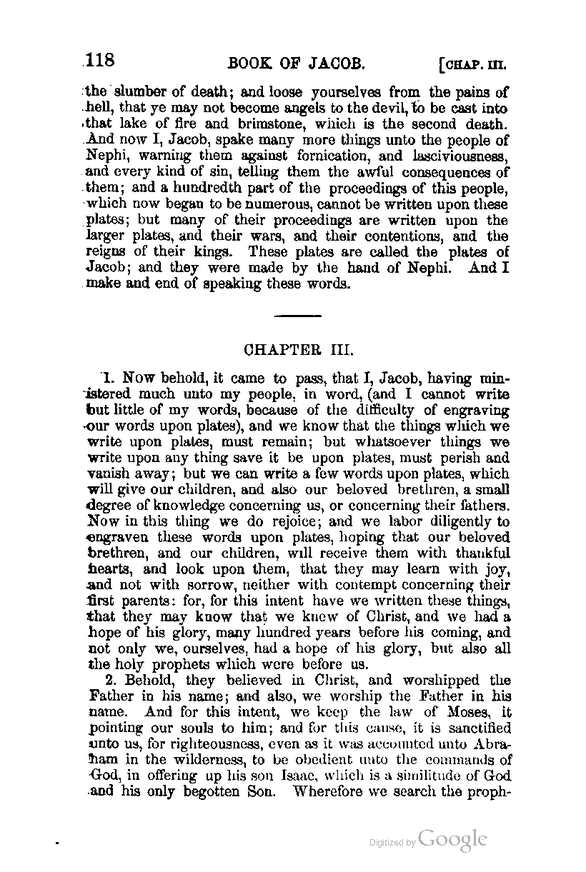 118 BOOK OF JACOB. [CHAP. III.
the slumber of death; and loose yourselves from the pains of
hell, that ye may not become angels to the devil, to be cast into
that lake of fire and brimstone, which is the second death.
And now I, Jacob, spake many more things unto the people of
Nephi, warning them against fornication, and lasciviousness,
and every kind of sin, telling them the awful consequences of
them; and a hundredth part of the proceedings of this people,
which now began to be numerous, cannot be written upon these
plates; but many of their proceedings are written upon the
larger plates, and their wars, and their contentions, and the
reigns of their kings. These plates are called the plates of
Jacob; and they were made by the hand of Nephi. And I
make and end of speaking these words.
CHAPTER III.
1. Now behold, it came to pass, that I, Jacob, having min-
istered much unto my people, in word, (and I cannot write
but little of my words, because of the difficulty of engraving
our words upon plates), and we know that the things which we
write upon plates, must remain; but whatsoever things we
write upon any thing save it be upon plates, must perish and
vanish away; but we can write a few words upon plates, which
will give our children, and also our beloved brethren, a small
degree of knowledge concerning us, or concerning their fathers.
Now in this thing we do rejoice; and we labor diligently to
engraven these words upon plates, hoping that our beloved
brethren, and our children, will receive them with thankful
hearts, and look upon them, that they may learn with joy,
and not with sorrow, neither with contempt concerning their
first parents: for, for this intent have we written these things,
that they may know that we knew of Christ, and we had a
hope of his glory, many hundred years before his coming, and
not only we, ourselves, had a hope of his glory, but also all
the holy prophets which were before us.
2. Behold, they believed in Christ, and worshipped the
Father in his name; and also, we worship the Father in his
name. And for this intent, we keep the law of Moses, it
pointing our souls to him; and for this cause, it is sanctified
unto us, for righteousness, even as it was accounted unto Abra-
ham in the wilderness, to be obedient unto the commands of
God, in offering up his son Isaac, which is a similitude of God
and his only begotten Son. Wherefore we search the proph-
Digitized by Google